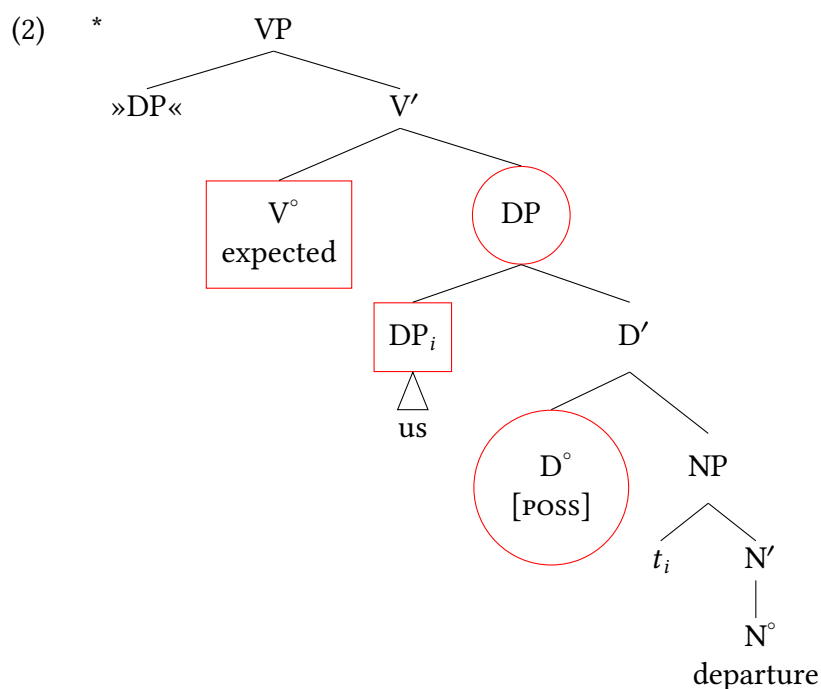 (2) * VP
»DP« V′
V° DP
expected
DPᵢ D′
us
D° NP
[POSS]
tᵢ N′
N°
departure